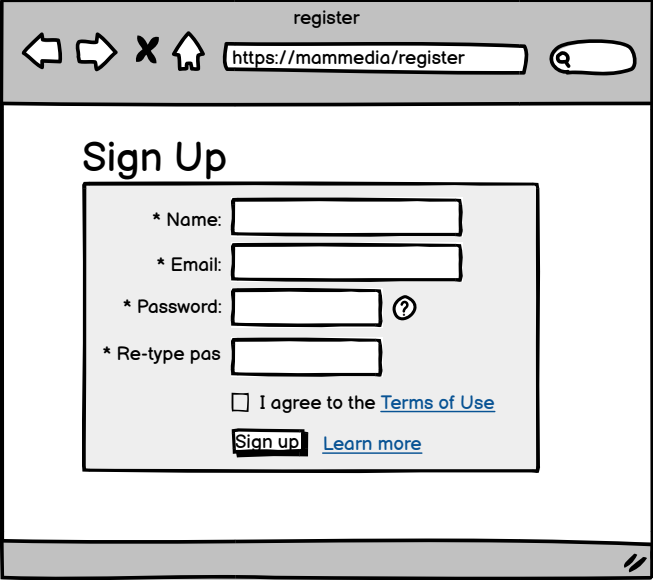 register
https://mammedia/register
Sign Up
* Name:
* Email:
* Password: ?
* Re-type pas
I agree to the Terms of Use
Sign up Learn more